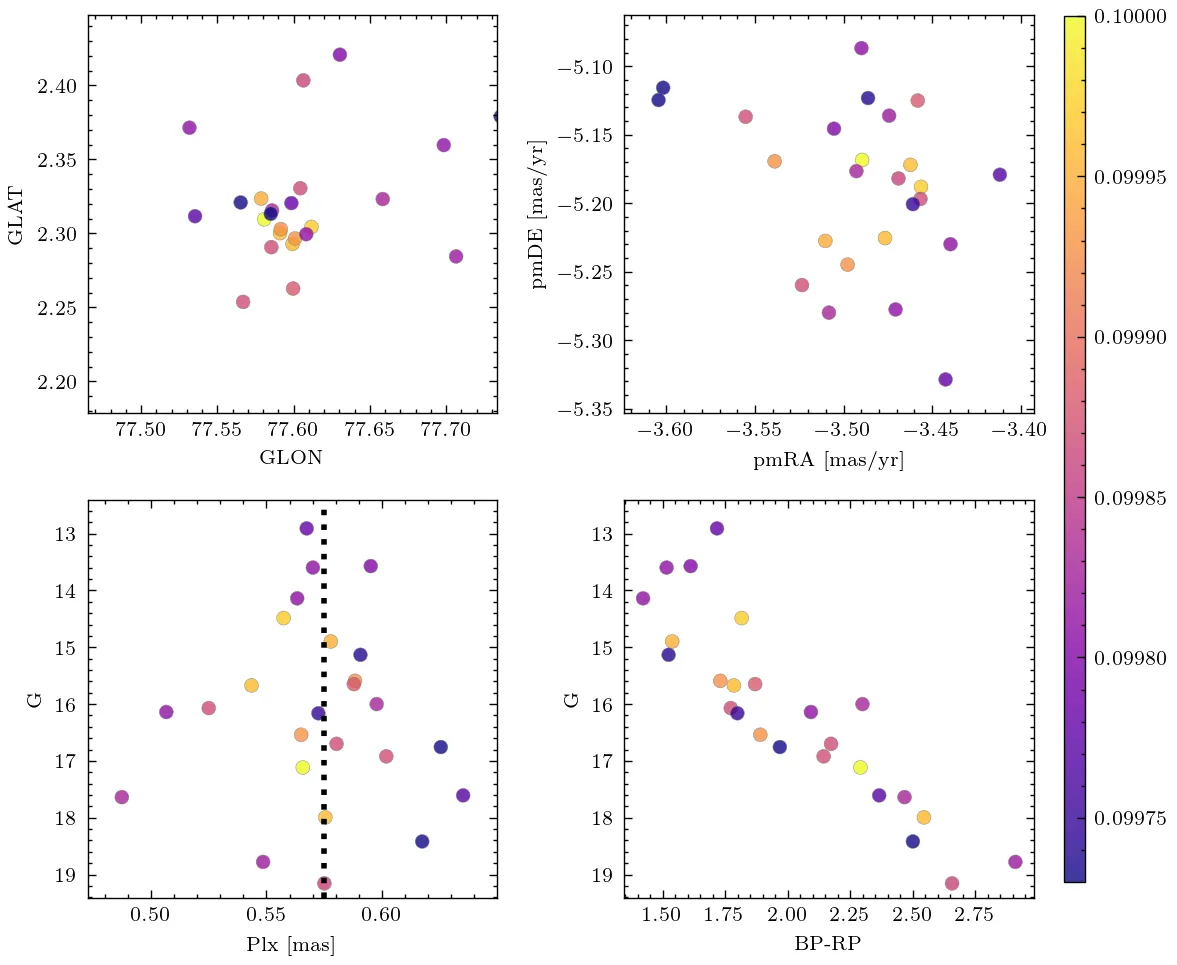 2.40
2.35
2.30
2.25
2.20
GLAT
77.50 77.55 77.60 77.65 77.70
GLON
−5.10
−5.15
−5.20
−5.25
−5.30
−5.35
pmDE [mas/yr]
−3.60 −3.55 −3.50 −3.45 −3.40
pmRA [mas/yr]
0.10000
0.09995
0.09990
0.09985
0.09980
0.09975
13
14
15
16
17
18
19
G
0.50 0.55 0.60
Plx [mas]
13
14
15
16
17
18
19
G
1.50 1.75 2.00 2.25 2.50 2.75
BP-RP